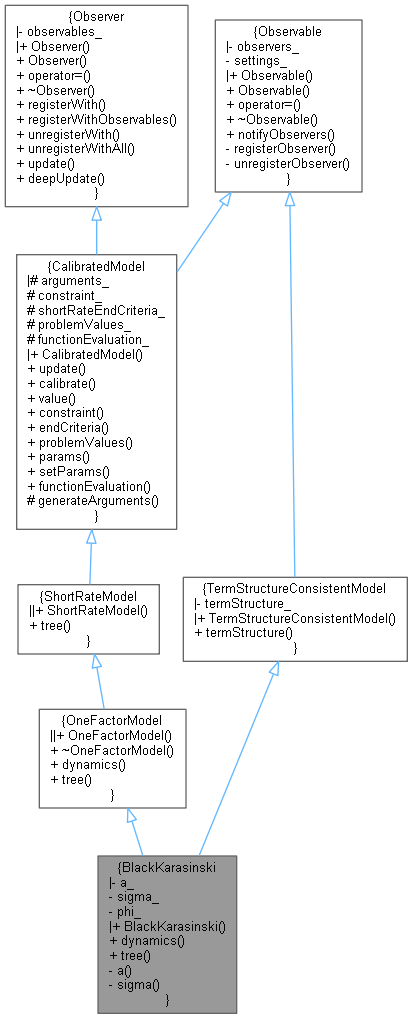 {Observer
|- observables_
|+ Observer()
+ Observer()
+ operator=()
+ ~Observer()
+ registerWith()
+ registerWithObservables()
+ unregisterWith()
+ unregisterWithAll()
+ update()
+ deepUpdate()
}
{Observable
|- observers_
- settings_
|+ Observable()
+ Observable()
+ operator=()
+ ~Observable()
+ notifyObservers()
- registerObserver()
- unregisterObserver()
}
{CalibratedModel
|# arguments_
# constraint_
# shortRateEndCriteria_
# problemValues_
# functionEvaluation_
|+ CalibratedModel()
+ update()
+ calibrate()
+ value()
+ constraint()
+ endCriteria()
+ problemValues()
+ params()
+ setParams()
+ functionEvaluation()
# generateArguments()
}
{ShortRateModel
||+ ShortRateModel()
+ tree()
}
{TermStructureConsistentModel
|- termStructure_
|+ TermStructureConsistentModel()
+ termStructure()
}
{OneFactorModel
||+ OneFactorModel()
+ ~OneFactorModel()
+ dynamics()
+ tree()
}
{BlackKarasinski
|- a_
- sigma_
- phi_
|+ BlackKarasinski()
+ dynamics()
+ tree()
- a()
- sigma()
}